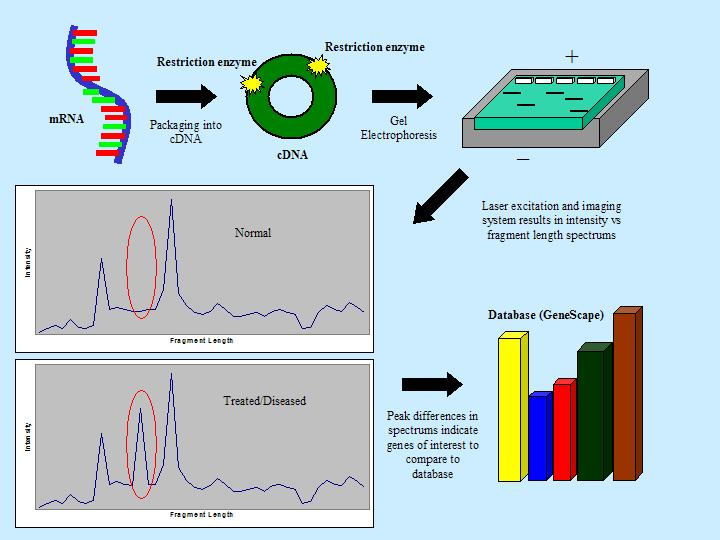 Restriction enzyme
Restriction enzyme
+
mRNA
Packaging into
cDNA
cDNA
Gel
Electrophoresis
–
Laser excitation and imaging
system results in intensity vs
fragment length spectrums
Normal
Intensity
Fragment Length
Database (GeneScape)
Treated/Diseased
Intensity
Fragment Length
Peak differences in
spectrums indicate
genes of interest to
compare to
database